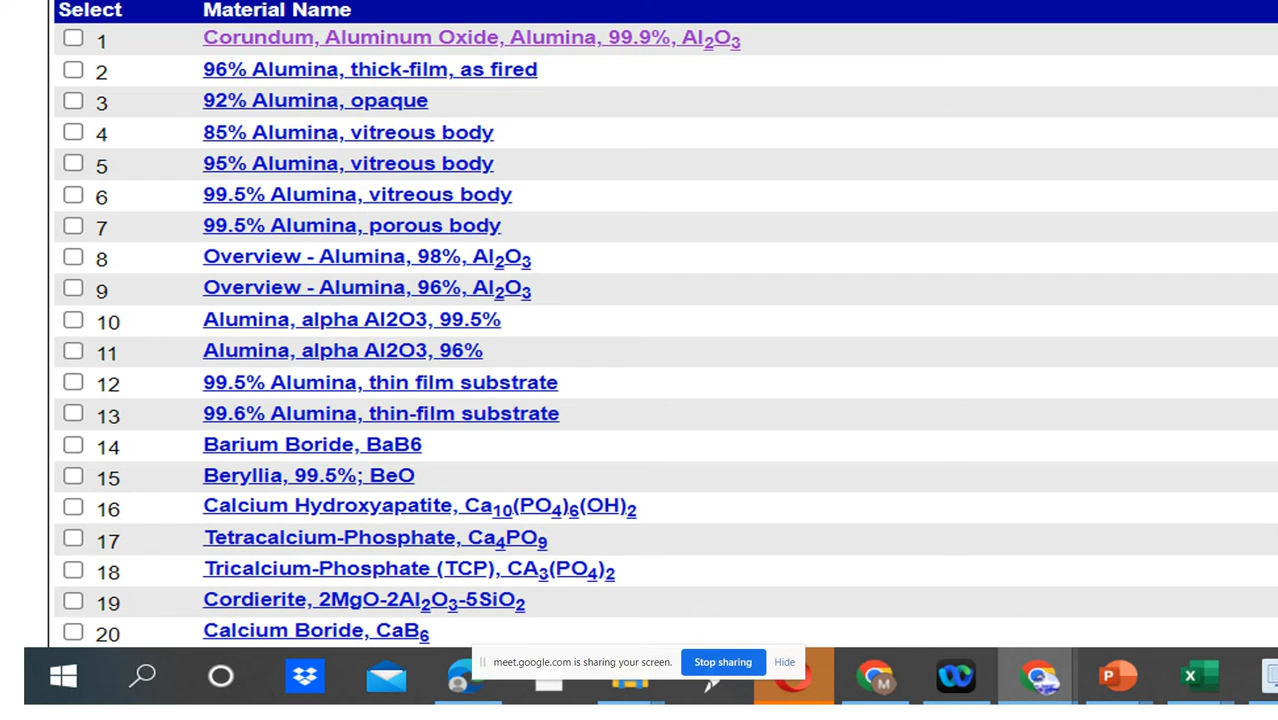 Select Material Name
1 Corundum, Aluminum Oxide, Alumina, 99.9%, Al₂O₃
2 96% Alumina, thick-film, as fired
3 92% Alumina, opaque
4 85% Alumina, vitreous body
5 95% Alumina, vitreous body
6 99.5% Alumina, vitreous body
7 99.5% Alumina, porous body
8 Overview - Alumina, 98%, Al₂O₃
9 Overview - Alumina, 96%, Al₂O₃
10 Alumina, alpha Al2O3, 99.5%
11 Alumina, alpha Al2O3, 96%
12 99.5% Alumina, thin film substrate
13 99.6% Alumina, thin-film substrate
14 Barium Boride, BaB6
15 Beryllia, 99.5%; BeO
16 Calcium Hydroxyapatite, Ca₁₀(PO₄)₆(OH)₂
17 Tetracalcium-Phosphate, Ca₄PO₉
18 Tricalcium-Phosphate (TCP), CA₃(PO₄)₂
19 Cordierite, 2MgO-2Al₂O₃-5SiO₂
20 Calcium Boride, CaB₆
meet.google.com is sharing your screen. Stop sharing Hide
M P X